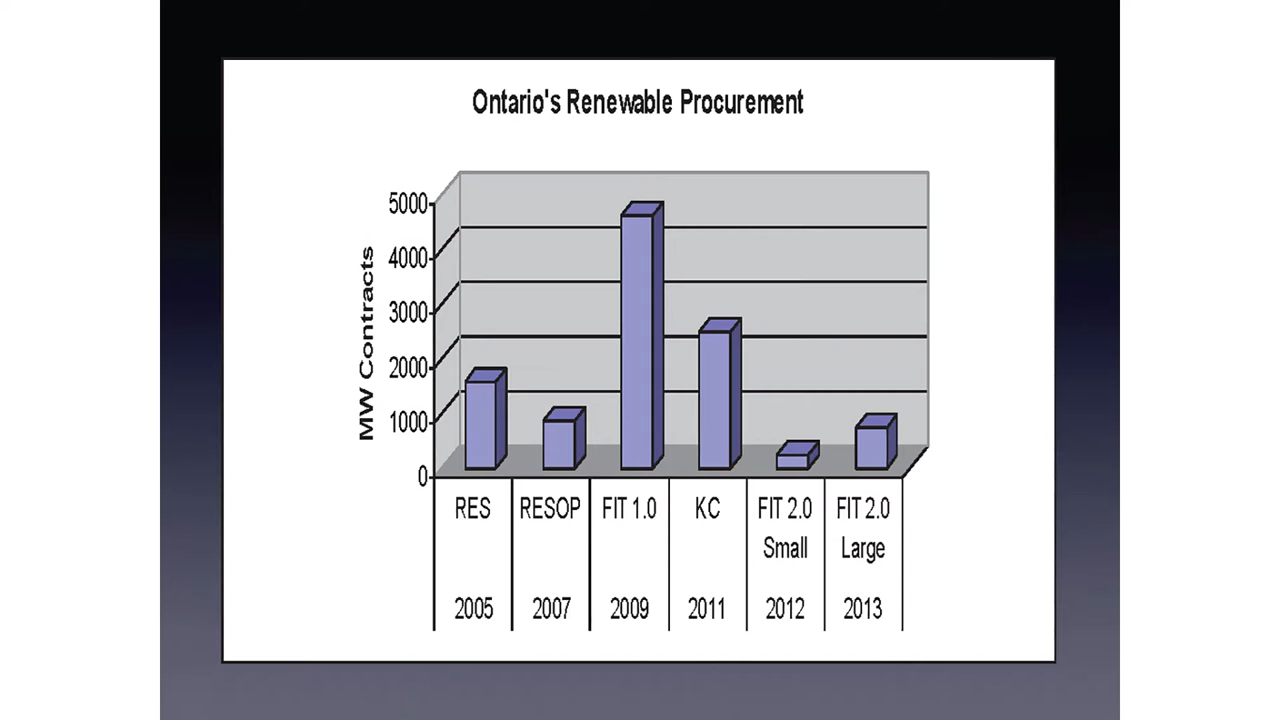 Ontario's Renewable Procurement
MW Contracts
5000
4000
3000
2000
1000
0
RES RESOP FIT 1.0 KC FIT 2.0 FIT 2.0
Small Large
2005 2007 2009 2011 2012 2013